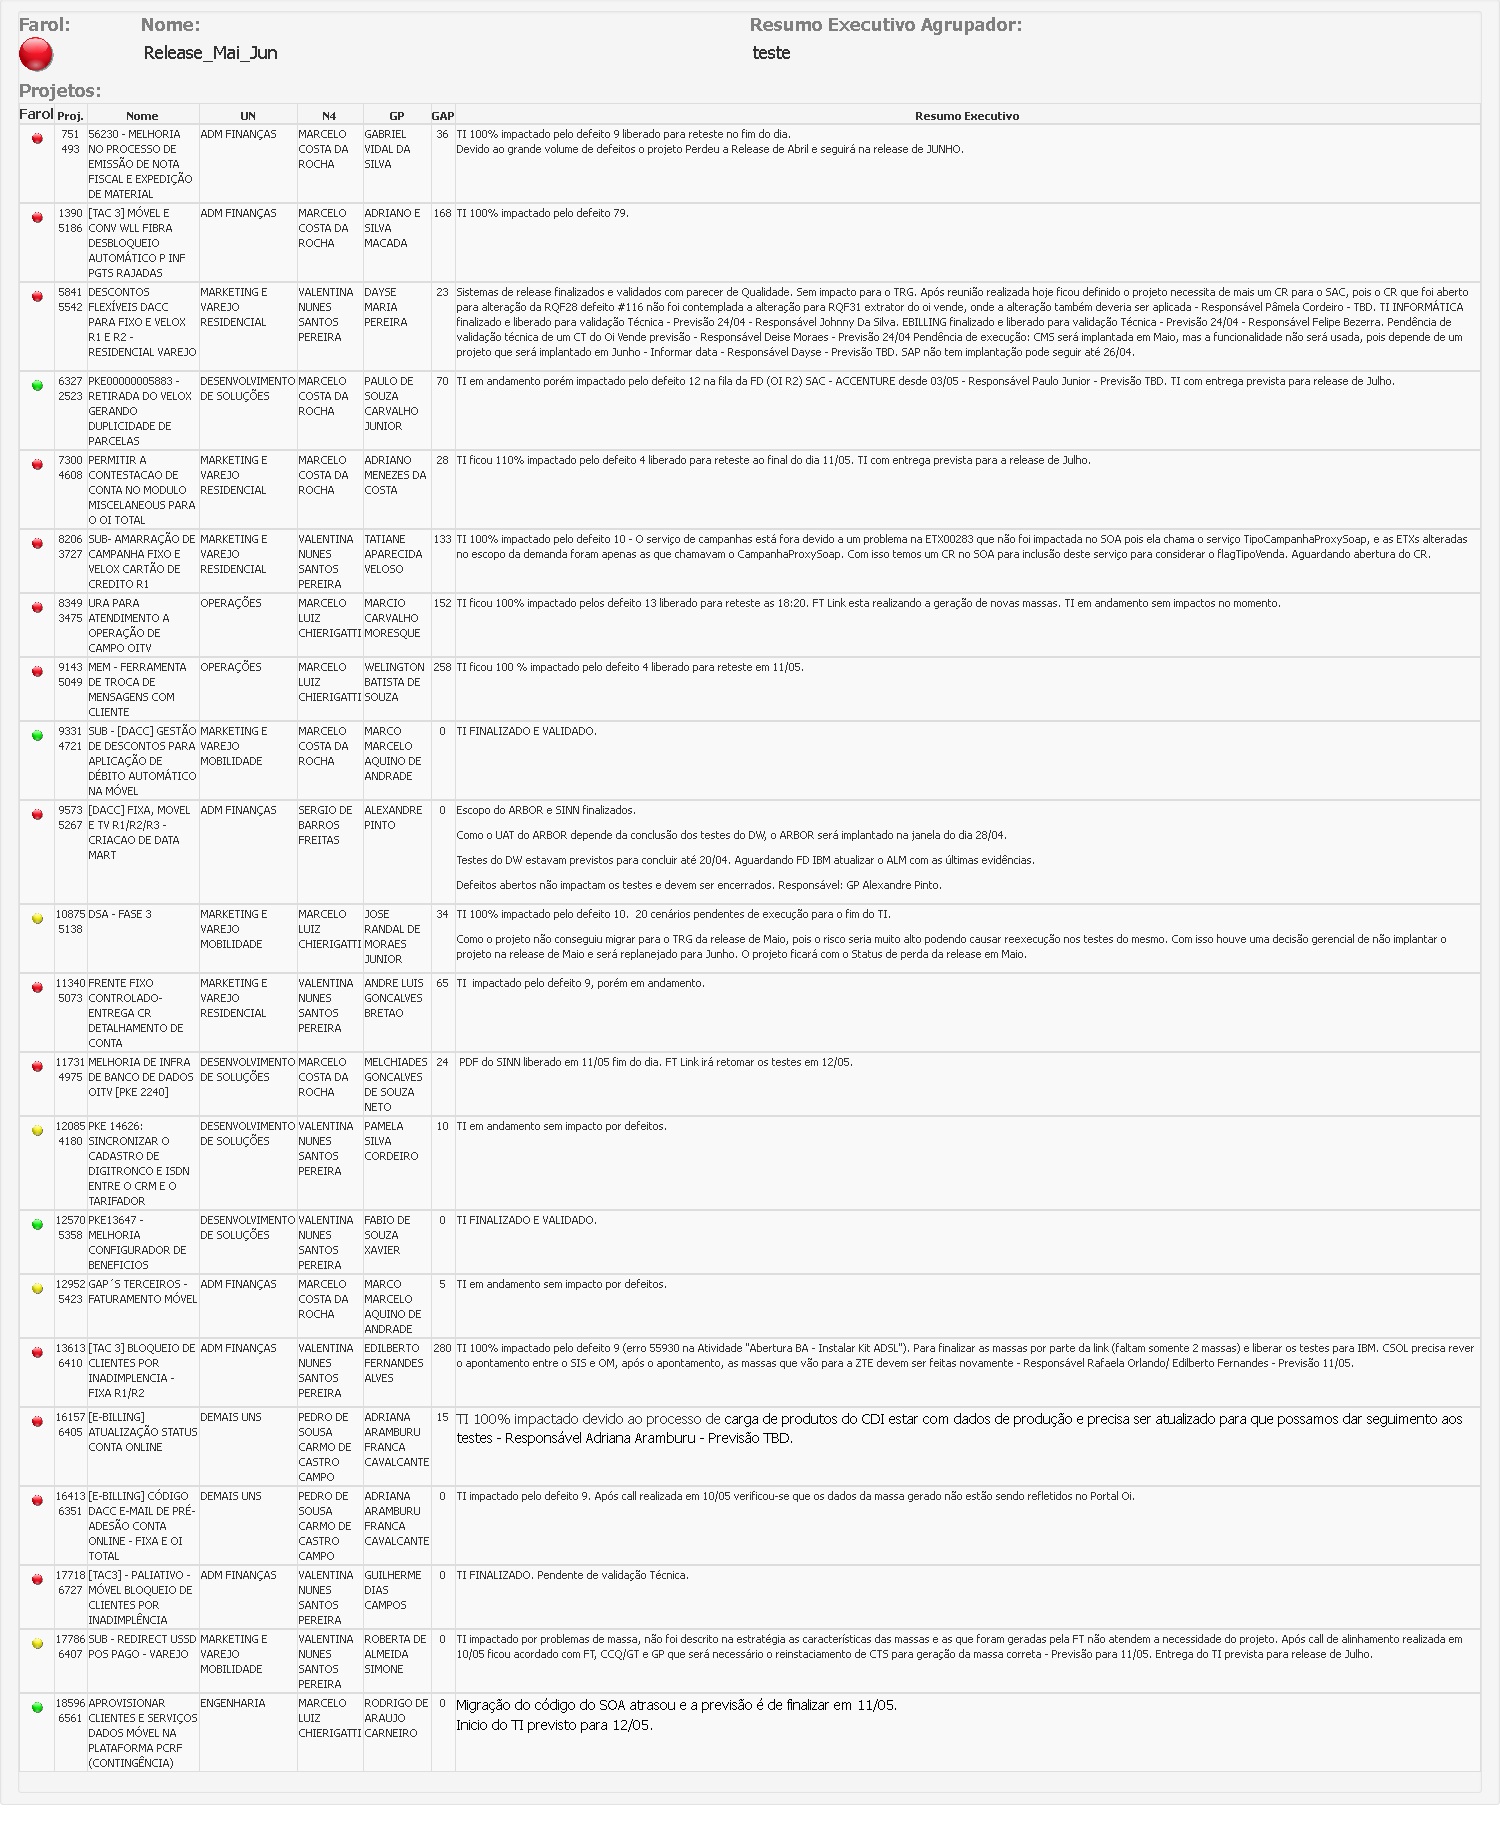 Farol: Nome: Resumo Executivo Agrupador:
Release_Mai_Jun teste
Projetos:
Farol Proj. Nome UN N4 GP GAP Resumo Executivo
751 56230 - MELHORIA ADM FINANÇAS MARCELO GABRIEL 36 TI 100% impactado pelo defeito 9 liberado para reteste no fim do dia.
493 NO PROCESSO DE COSTA DA VIDAL DA Devido ao grande volume de defeitos o projeto Perdeu a Release de Abril e seguirá na release de JUNHO.
EMISSÃO DE NOTA ROCHA SILVA
FISCAL E EXPEDIÇÃO
DE MATERIAL
1390 [TAC 3] MÓVEL E ADM FINANÇAS MARCELO ADRIANO E 168 TI 100% impactado pelo defeito 79.
5186 CONV WLL FIBRA COSTA DA SILVA
DESBLOQUEIO ROCHA MACADA
AUTOMÁTICO P INF
PGTS RAJADAS
5841 DESCONTOS MARKETING E VALENTINA DAYSE 23 Sistemas de release finalizados e validados com parecer de Qualidade. Sem impacto para o TRG. Após reunião realizada hoje ficou definido o projeto necessita de mais um CR para o SAC, pois o CR que foi aberto
5542 FLEXÍVEIS DACC VAREJO NUNES MARIA para alteração da RQF28 defeito #116 não foi contemplada a alteração para RQF31 extrator do oi vende, onde a alteração também deveria ser aplicada - Responsável Pâmela Cordeiro - TBD. TI INFORMÁTICA
PARA FIXO E VELOX RESIDENCIAL SANTOS PEREIRA finalizado e liberado para validação Técnica - Previsão 24/04 - Responsável Johnny Da Silva. EBILLING finalizado e liberado para validação Técnica - Previsão 24/04 - Responsável Felipe Bezerra. Pendência de
R1 E R2 - PEREIRA validação técnica de um CT do Oi Vende previsão - Responsável Deise Moraes - Previsão 24/04 Pendência de execução: CMS será implantada em Maio, mas a funcionalidade não será usada, pois depende de um
RESIDENCIAL VAREJO projeto que será implantado em Junho - Informar data - Responsável Dayse - Previsão TBD. SAP não tem implantação pode seguir até 26/04.
6327 PKE00000005883 - DESENVOLVIMENTO MARCELO PAULO DE 70 TI em andamento porém impactado pelo defeito 12 na fila da FD (OI R2) SAC - ACCENTURE desde 03/05 - Responsável Paulo Junior - Previsão TBD. TI com entrega prevista para release de Julho.
2523 RETIRADA DO VELOX DE SOLUÇÕES COSTA DA SOUZA
GERANDO ROCHA CARVALHO
DUPLICIDADE DE JUNIOR
PARCELAS
7300 PERMITIR A MARKETING E MARCELO ADRIANO 28 TI ficou 110% impactado pelo defeito 4 liberado para reteste ao final do dia 11/05. TI com entrega prevista para a release de Julho.
4608 CONTESTACAO DE VAREJO COSTA DA MENEZES DA
CONTA NO MODULO RESIDENCIAL ROCHA COSTA
MISCELANEOUS PARA
O OI TOTAL
8206 SUB- AMARRAÇÃO DE MARKETING E VALENTINA TATIANE 133 TI 100% impactado pelo defeito 10 - O serviço de campanhas está fora devido a um problema na ETX00283 que não foi impactada no SOA pois ela chama o serviço TipoCampanhaProxySoap, e as ETXs alteradas
3727 CAMPANHA FIXO E VAREJO NUNES APARECIDA no escopo da demanda foram apenas as que chamavam o CampanhaProxySoap. Com isso temos um CR no SOA para inclusão deste serviço para considerar o flagTipoVenda. Aguardando abertura do CR.
VELOX CARTÃO DE RESIDENCIAL SANTOS VELOSO
CREDITO R1 PEREIRA
8349 URA PARA OPERAÇÕES MARCELO MARCIO 152 TI ficou 100% impactado pelos defeito 13 liberado para reteste as 18:20. FT Link esta realizando a geração de novas massas. TI em andamento sem impactos no momento.
3475 ATENDIMENTO A LUIZ CARVALHO
OPERAÇÃO DE CHIERIGATTI MORESQUE
CAMPO OITV
9143 MEM - FERRAMENTA OPERAÇÕES MARCELO WELINGTON 258 TI ficou 100 % impactado pelo defeito 4 liberado para reteste em 11/05.
5049 DE TROCA DE LUIZ BATISTA DE
MENSAGENS COM CHIERIGATTI SOUZA
CLIENTE
9331 SUB - [DACC] GESTÃO MARKETING E MARCELO MARCO 0 TI FINALIZADO E VALIDADO.
4721 DE DESCONTOS PARA VAREJO COSTA DA MARCELO
APLICAÇÃO DE MOBILIDADE ROCHA AQUINO DE
DÉBITO AUTOMÁTICO ANDRADE
NA MÓVEL
9573 [DACC] FIXA, MOVEL ADM FINANÇAS SERGIO DE ALEXANDRE 0 Escopo do ARBOR e SINN finalizados.
5267 E TV R1/R2/R3 - BARROS PINTO
CRIACAO DE DATA FREITAS Como o UAT do ARBOR depende da conclusão dos testes do DW, o ARBOR será implantado na janela do dia 28/04.
MART
Testes do DW estavam previstos para concluir até 20/04. Aguardando FD IBM atualizar o ALM com as últimas evidências.
Defeitos abertos não impactam os testes e devem ser encerrados. Responsável: GP Alexandre Pinto.
10875 DSA - FASE 3 MARKETING E MARCELO JOSE 34 TI 100% impactado pelo defeito 10. 20 cenários pendentes de execução para o fim do TI.
5138 VAREJO LUIZ RANDAL DE
MOBILIDADE CHIERIGATTI MORAES Como o projeto não conseguiu migrar para o TRG da release de Maio, pois o risco seria muito alto podendo causar reexecução nos testes do mesmo. Com isso houve uma decisão gerencial de não implantar o
JUNIOR projeto na release de Maio e será replanejado para Junho. O projeto ficará com o Status de perda da release em Maio.
11340 FRENTE FIXO MARKETING E VALENTINA ANDRE LUIS 65 TI impactado pelo defeito 9, porém em andamento.
5073 CONTROLADO- VAREJO NUNES GONCALVES
ENTREGA CR RESIDENCIAL SANTOS BRETAO
DETALHAMENTO DE PEREIRA
CONTA
11731 MELHORIA DE INFRA DESENVOLVIMENTO MARCELO MELCHIADES 24 PDF do SINN liberado em 11/05 fim do dia. FT Link irá retomar os testes em 12/05.
4975 DE BANCO DE DADOS DE SOLUÇÕES COSTA DA GONCALVES
OITV [PKE 2240] ROCHA DE SOUZA
NETO
12085 PKE 14626: DESENVOLVIMENTO VALENTINA PAMELA 10 TI em andamento sem impacto por defeitos.
4180 SINCRONIZAR O DE SOLUÇÕES NUNES SILVA
CADASTRO DE SANTOS CORDEIRO
DIGITRONCO E ISDN PEREIRA
ENTRE O CRM E O
TARIFADOR
12570 PKE13647 - DESENVOLVIMENTO VALENTINA FABIO DE 0 TI FINALIZADO E VALIDADO.
5358 MELHORIA DE SOLUÇÕES NUNES SOUZA
CONFIGURADOR DE SANTOS XAVIER
BENEFICIOS PEREIRA
12952 GAP´S TERCEIROS - ADM FINANÇAS MARCELO MARCO 5 TI em andamento sem impacto por defeitos.
5423 FATURAMENTO MÓVEL COSTA DA MARCELO
ROCHA AQUINO DE
ANDRADE
13613 [TAC 3] BLOQUEIO DE ADM FINANÇAS VALENTINA EDILBERTO 280 TI 100% impactado pelo defeito 9 (erro 55930 na Atividade "Abertura BA - Instalar Kit ADSL"). Para finalizar as massas por parte da link (faltam somente 2 massas) e liberar os testes para IBM. CSOL precisa rever
6410 CLIENTES POR NUNES FERNANDES o apontamento entre o SIS e OM, após o apontamento, as massas que vão para a ZTE devem ser feitas novamente - Responsável Rafaela Orlando/ Edilberto Fernandes - Previsão 11/05.
INADIMPLENCIA - SANTOS ALVES
FIXA R1/R2 PEREIRA
16157 [E-BILLING] DEMAIS UNS PEDRO DE ADRIANA 15 TI 100% impactado devido ao processo de carga de produtos do CDI estar com dados de produção e precisa ser atualizado para que possamos dar seguimento aos
6405 ATUALIZAÇÃO STATUS SOUSA ARAMBURU testes - Responsável Adriana Aramburu - Previsão TBD.
CONTA ONLINE CARMO DE FRANCA
CASTRO CAVALCANTE
CAMPO
16413 [E-BILLING] CÓDIGO DEMAIS UNS PEDRO DE ADRIANA 0 TI impactado pelo defeito 9. Após call realizada em 10/05 verificou-se que os dados da massa gerado não estão sendo refletidos no Portal Oi.
6351 DACC E-MAIL DE PRÉ- SOUSA ARAMBURU
ADESÃO CONTA CARMO DE FRANCA
ONLINE - FIXA E OI CASTRO CAVALCANTE
TOTAL CAMPO
17718 [TAC3] - PALIATIVO - ADM FINANÇAS VALENTINA GUILHERME 0 TI FINALIZADO. Pendente de validação Técnica.
6727 MÓVEL BLOQUEIO DE NUNES DIAS
CLIENTES POR SANTOS CAMPOS
INADIMPLÊNCIA PEREIRA
17786 SUB - REDIRECT USSD MARKETING E VALENTINA ROBERTA DE 0 TI impactado por problemas de massa, não foi descrito na estratégia as características das massas e as que foram geradas pela FT não atendem a necessidade do projeto. Após call de alinhamento realizada em
6407 POS PAGO - VAREJO VAREJO NUNES ALMEIDA 10/05 ficou acordado com FT, CCQ/GT e GP que será necessário o reinstaciamento de CTS para geração da massa correta - Previsão para 11/05. Entrega do TI prevista para release de Julho.
MOBILIDADE SANTOS SIMONE
PEREIRA
18596 APROVISIONAR ENGENHARIA MARCELO RODRIGO DE 0 Migração do código do SOA atrasou e a previsão é de finalizar em 11/05.
6561 CLIENTES E SERVIÇOS LUIZ ARAUJO Inicio do TI previsto para 12/05.
DADOS MÓVEL NA CHIERIGATTI CARNEIRO
PLATAFORMA PCRF
(CONTINGÊNCIA)